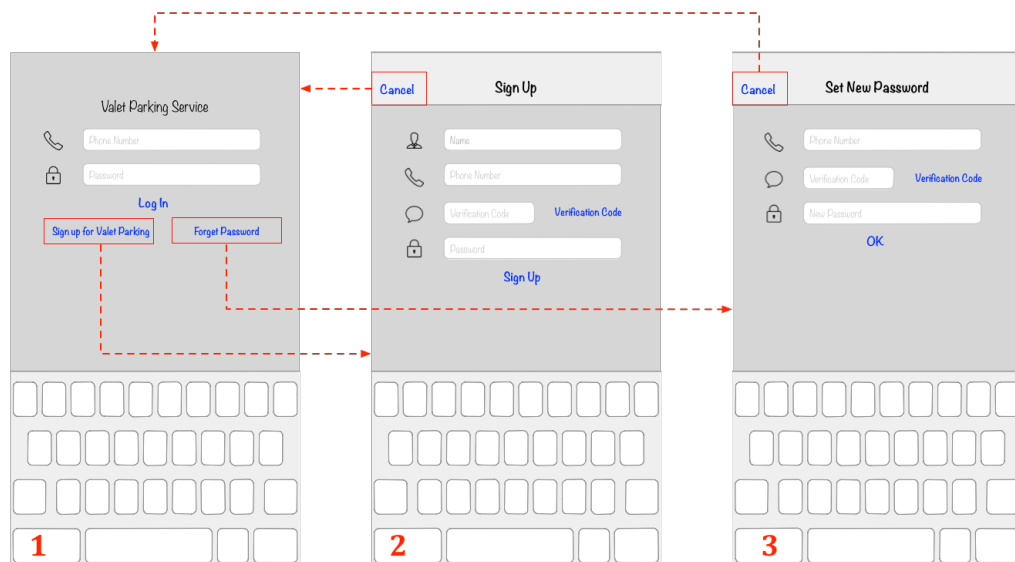 Valet Parking Service
Phone Number
Password
Log In
Sign up for Valet Parking
Forget Password
1
Cancel
Sign Up
Name
Phone Number
Verification Code
Verification Code
Password
Sign Up
2
Cancel
Set New Password
Phone Number
Verification Code
Verification Code
New Password
OK
3